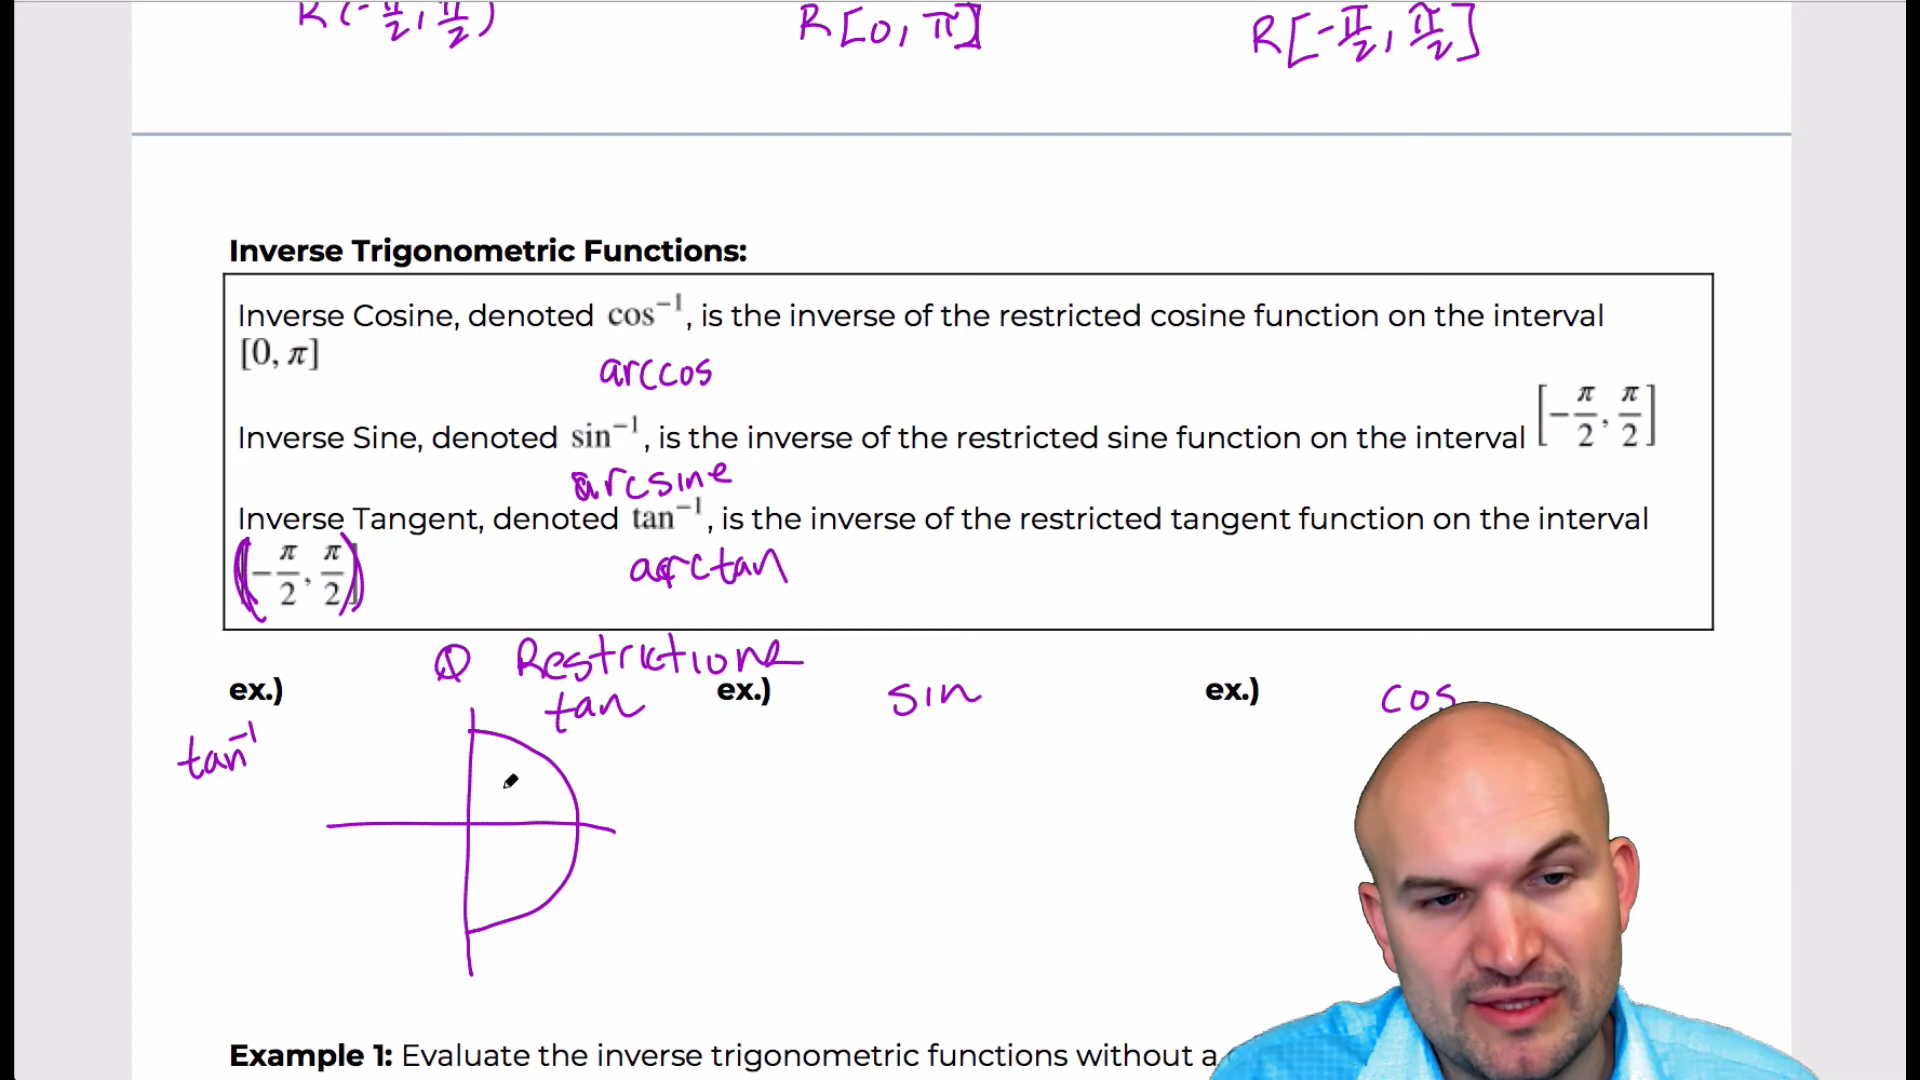 R(-π/2, π/2) R[0, π] R[-π/2, π/2]
Inverse Trigonometric Functions:
Inverse Cosine, denoted cos⁻¹, is the inverse of the restricted cosine function on the interval
[0, π]
arccos
Inverse Sine, denoted sin⁻¹, is the inverse of the restricted sine function on the interval [-π/2, π/2]
arcsine
Inverse Tangent, denoted tan⁻¹, is the inverse of the restricted tangent function on the interval
(-π/2, π/2)
arctan
Restrictions
ex.) tan ex.) sin ex.) cos
tan⁻¹
Example 1: Evaluate the inverse trigonometric functions without a